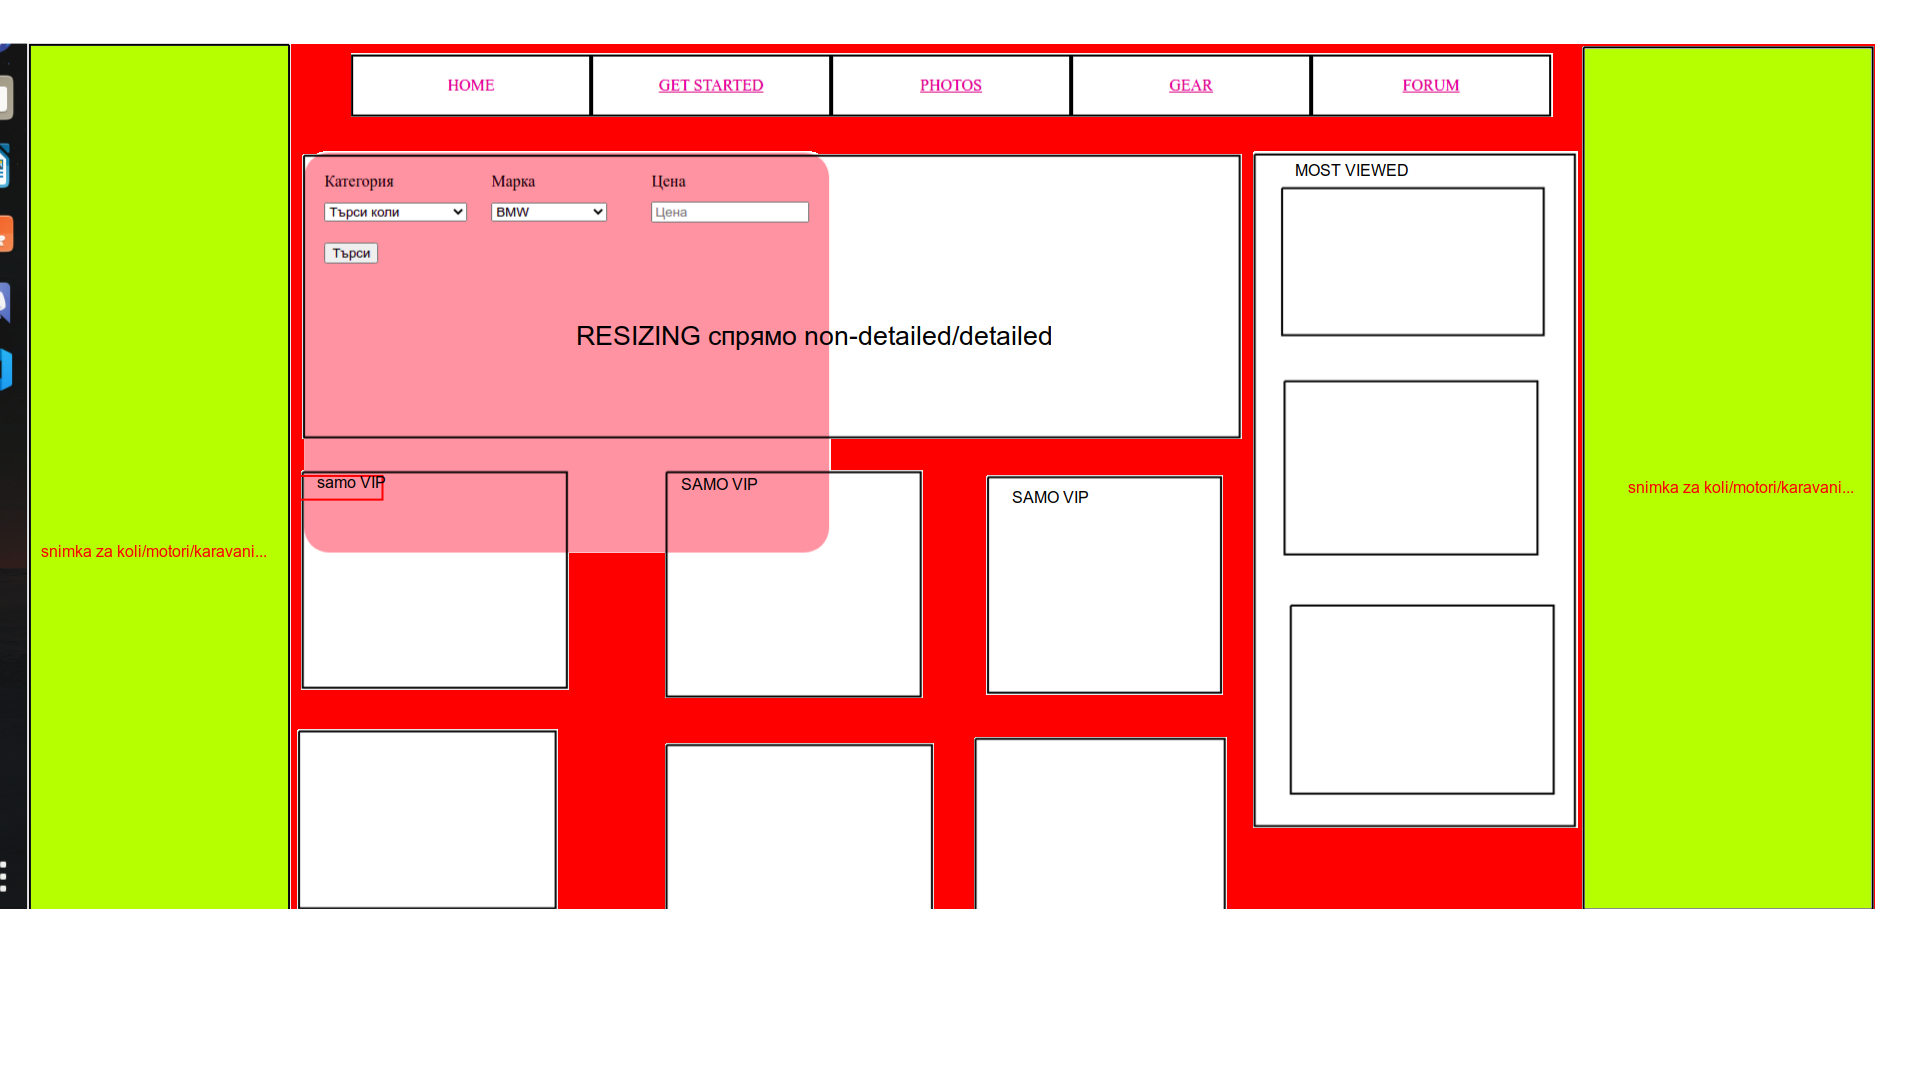 HOME GET STARTED PHOTOS GEAR FORUM
MOST VIEWED
Категория Марка Цена
Търси коли BMW Цена
Търси
RESIZING спрямо non-detailed/detailed
samo VIP SAMO VIP
SAMO VIP
snimka za koli/motori/karavani...
snimka za koli/motori/karavani...